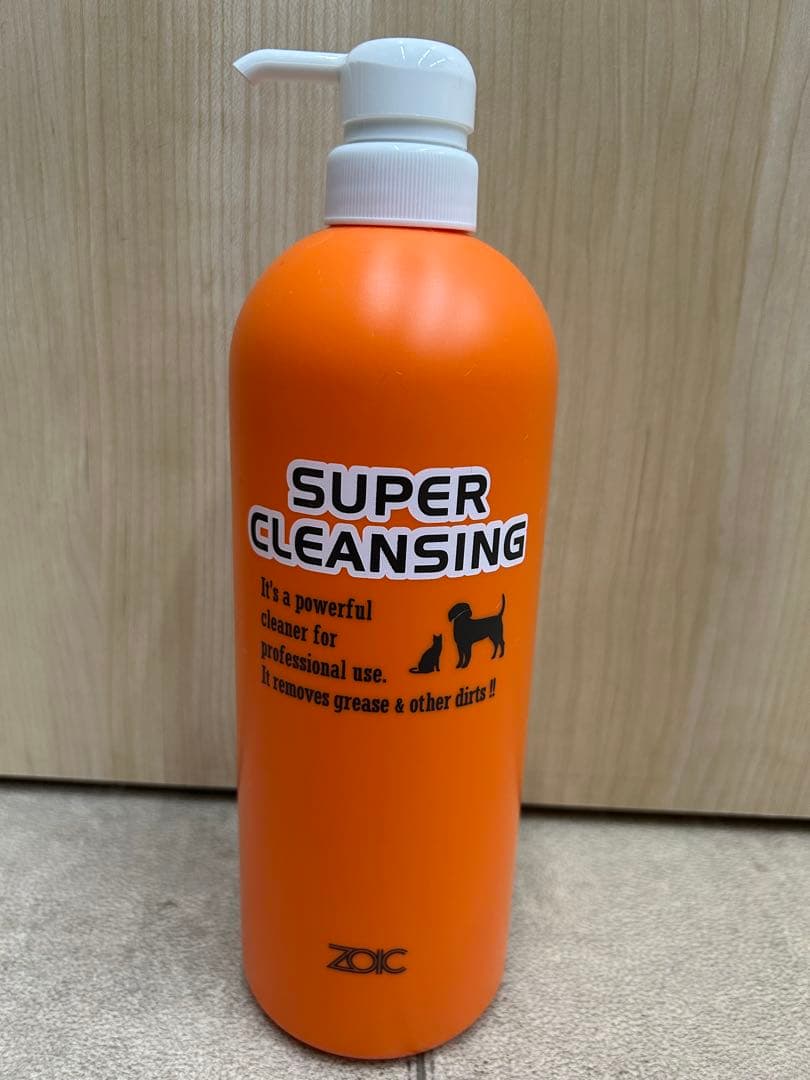 SUPER
CLEANSING
It's a powerful
cleaner for
professional use.
It removes grease & other dirts !!
ZOIC